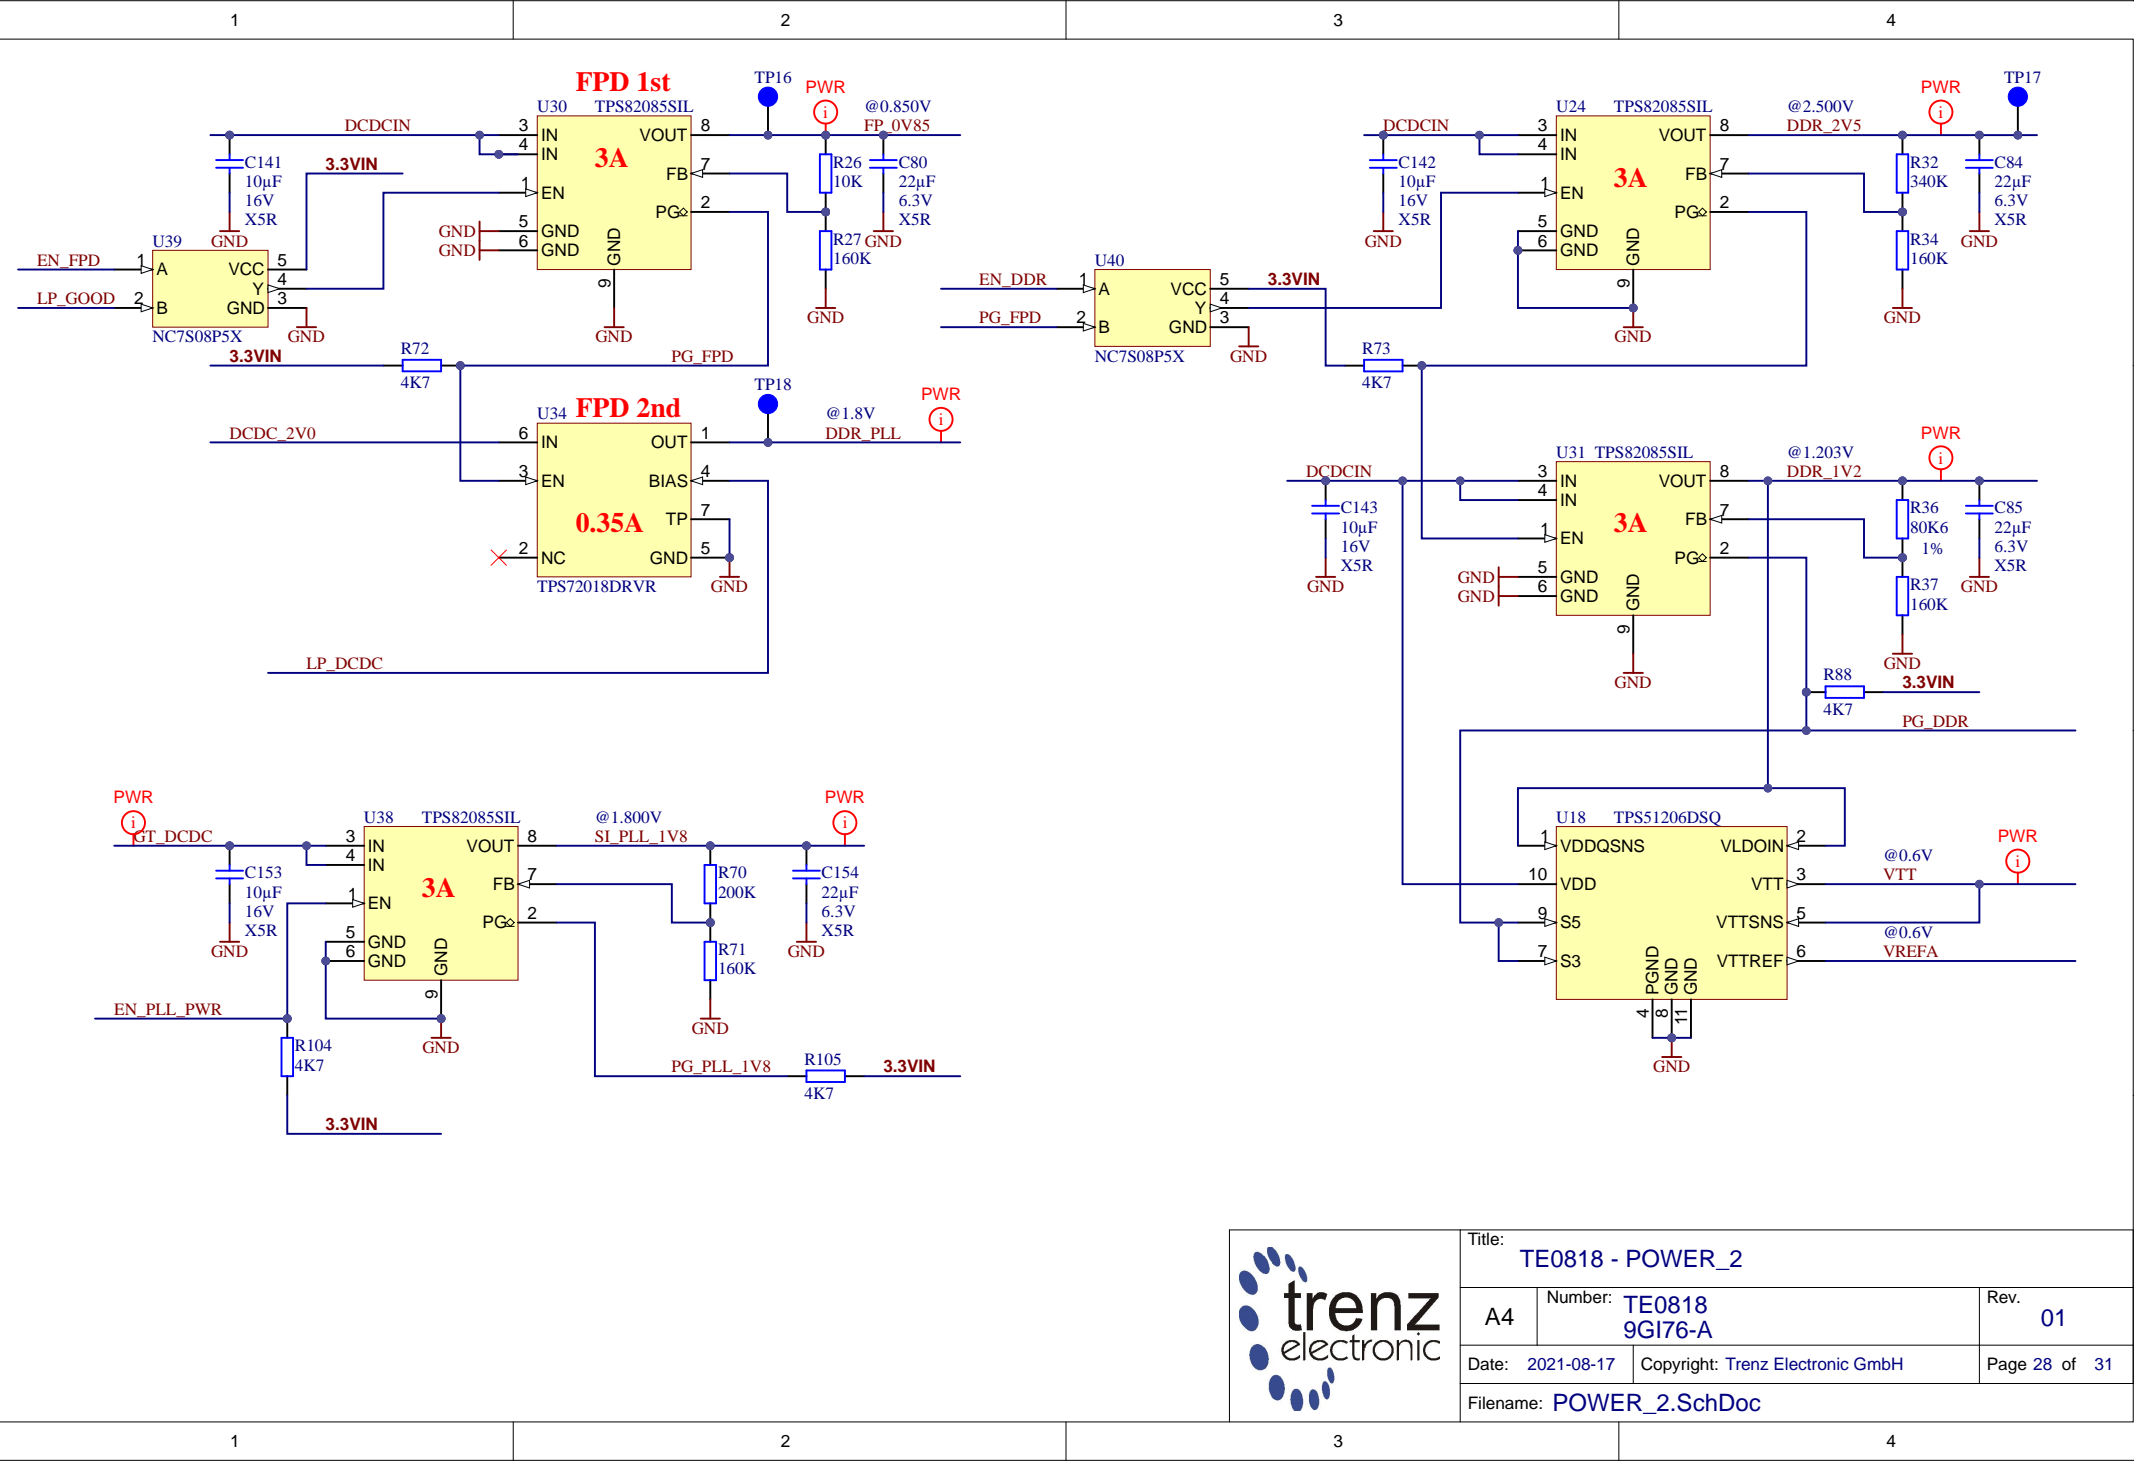 1 2 3 4
FPD 1st
U30 TPS82085SIL
TP16
PWR
i
@0.850V
FP_0V85
DCDCIN
3 IN
4 IN
1 EN
5 GND
6 GND
GND
9
VOUT 8
FB 7
PG 2
3A
GND
GND
GND
C141
10µF
16V
X5R
GND
3.3VIN
R26
10K
R27
160K
GND
C80
22µF
6.3V
X5R
GND
U39
EN_FPD
LP_GOOD
1 A
2 B
VCC 5
Y 4
GND 3
NC7S08P5X
GND
3.3VIN
R72
4K7
PG_FPD
U34 FPD 2nd
TP18
@1.8V
DDR_PLL
PWR
i
DCDC_2V0
6 IN
3 EN
2 NC
OUT 1
BIAS 4
TP 7
GND 5
0.35A
TPS72018DRVR
GND
LP_DCDC
PWR
i
GT_DCDC
U38 TPS82085SIL
@1.800V
SI_PLL_1V8
PWR
i
3 IN
4 IN
1 EN
5 GND
6 GND
GND
9
VOUT 8
FB 7
PG 2
3A
GND
C153
10µF
16V
X5R
GND
R70
200K
R71
160K
GND
C154
22µF
6.3V
X5R
GND
EN_PLL_PWR
R104
4K7
3.3VIN
PG_PLL_1V8
R105
4K7
3.3VIN
U24 TPS82085SIL
@2.500V
DDR_2V5
PWR
i
TP17
DCDCIN
3 IN
4 IN
1 EN
5 GND
6 GND
GND
9
VOUT 8
FB 7
PG 2
3A
GND
C142
10µF
16V
X5R
GND
R32
340K
R34
160K
GND
C84
22µF
6.3V
X5R
GND
U40
EN_DDR
PG_FPD
1 A
2 B
VCC 5
Y 4
GND 3
NC7S08P5X
GND
3.3VIN
R73
4K7
U31 TPS82085SIL
@1.203V
DDR_1V2
PWR
i
DCDCIN
3 IN
4 IN
1 EN
5 GND
6 GND
GND
9
VOUT 8
FB 7
PG 2
3A
GND
GND
GND
C143
10µF
16V
X5R
GND
R36
80K6
1%
R37
160K
GND
C85
22µF
6.3V
X5R
GND
R88
4K7
3.3VIN
PG_DDR
U18 TPS51206DSQ
1 VDDQSNS
10 VDD
9 S5
7 S3
VLDOIN 2
VTT 3
VTTSNS 5
VTTREF 6
PGND
GND
GND
4
8
11
GND
@0.6V
VTT
PWR
i
@0.6V
VREFA
trenz
electronic
Title:
TE0818 - POWER_2
A4
Number: TE0818
9GI76-A
Rev.
01
Date: 2021-08-17
Copyright: Trenz Electronic GmbH
Page 28 of 31
Filename: POWER_2.SchDoc
1 2 3 4